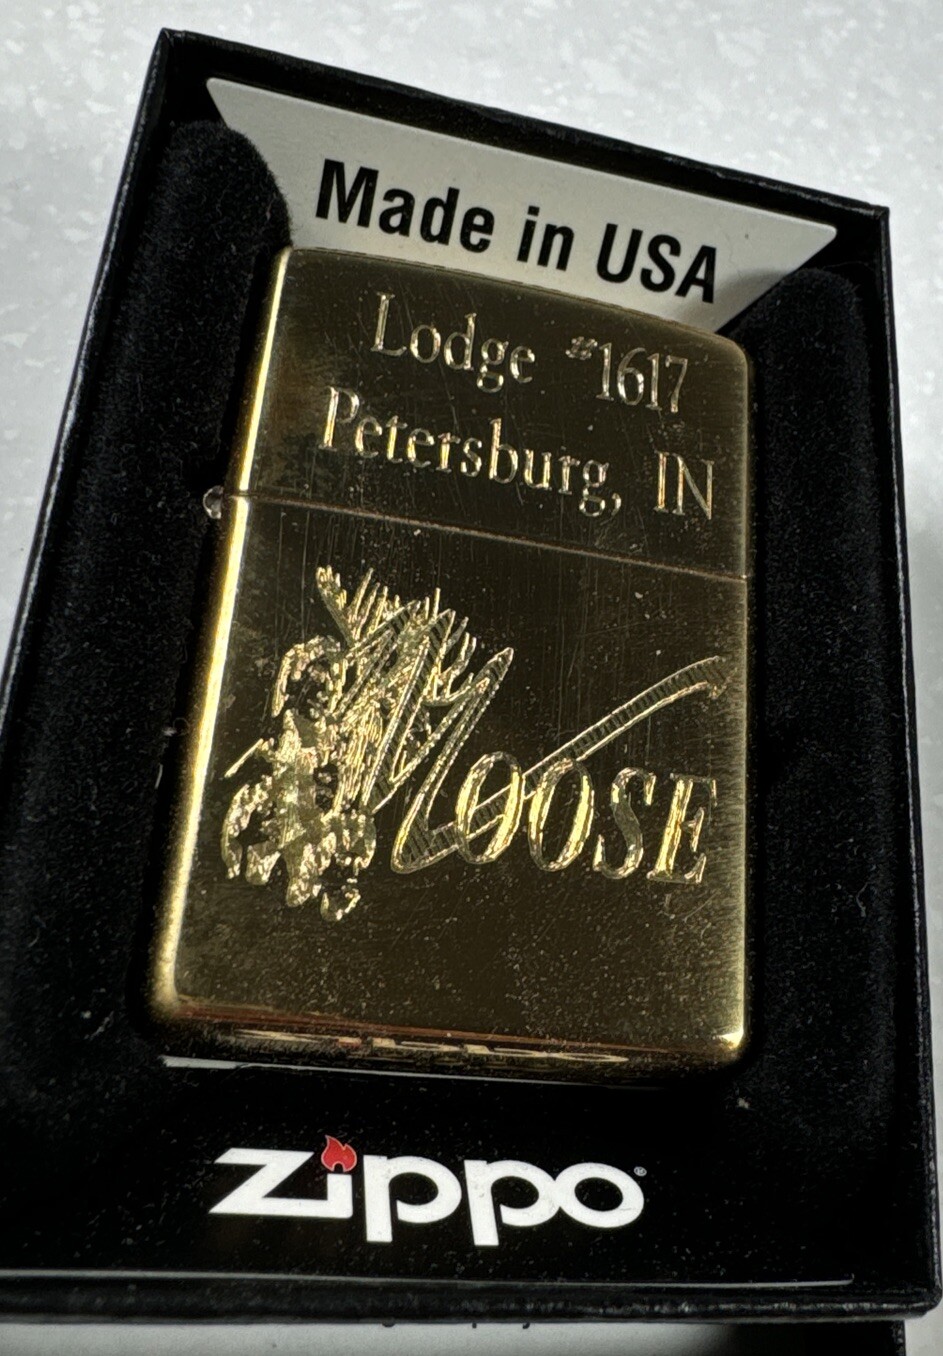 Made in USA
Lodge #1617
Petersburg, IN
MOOSE
Zippo®